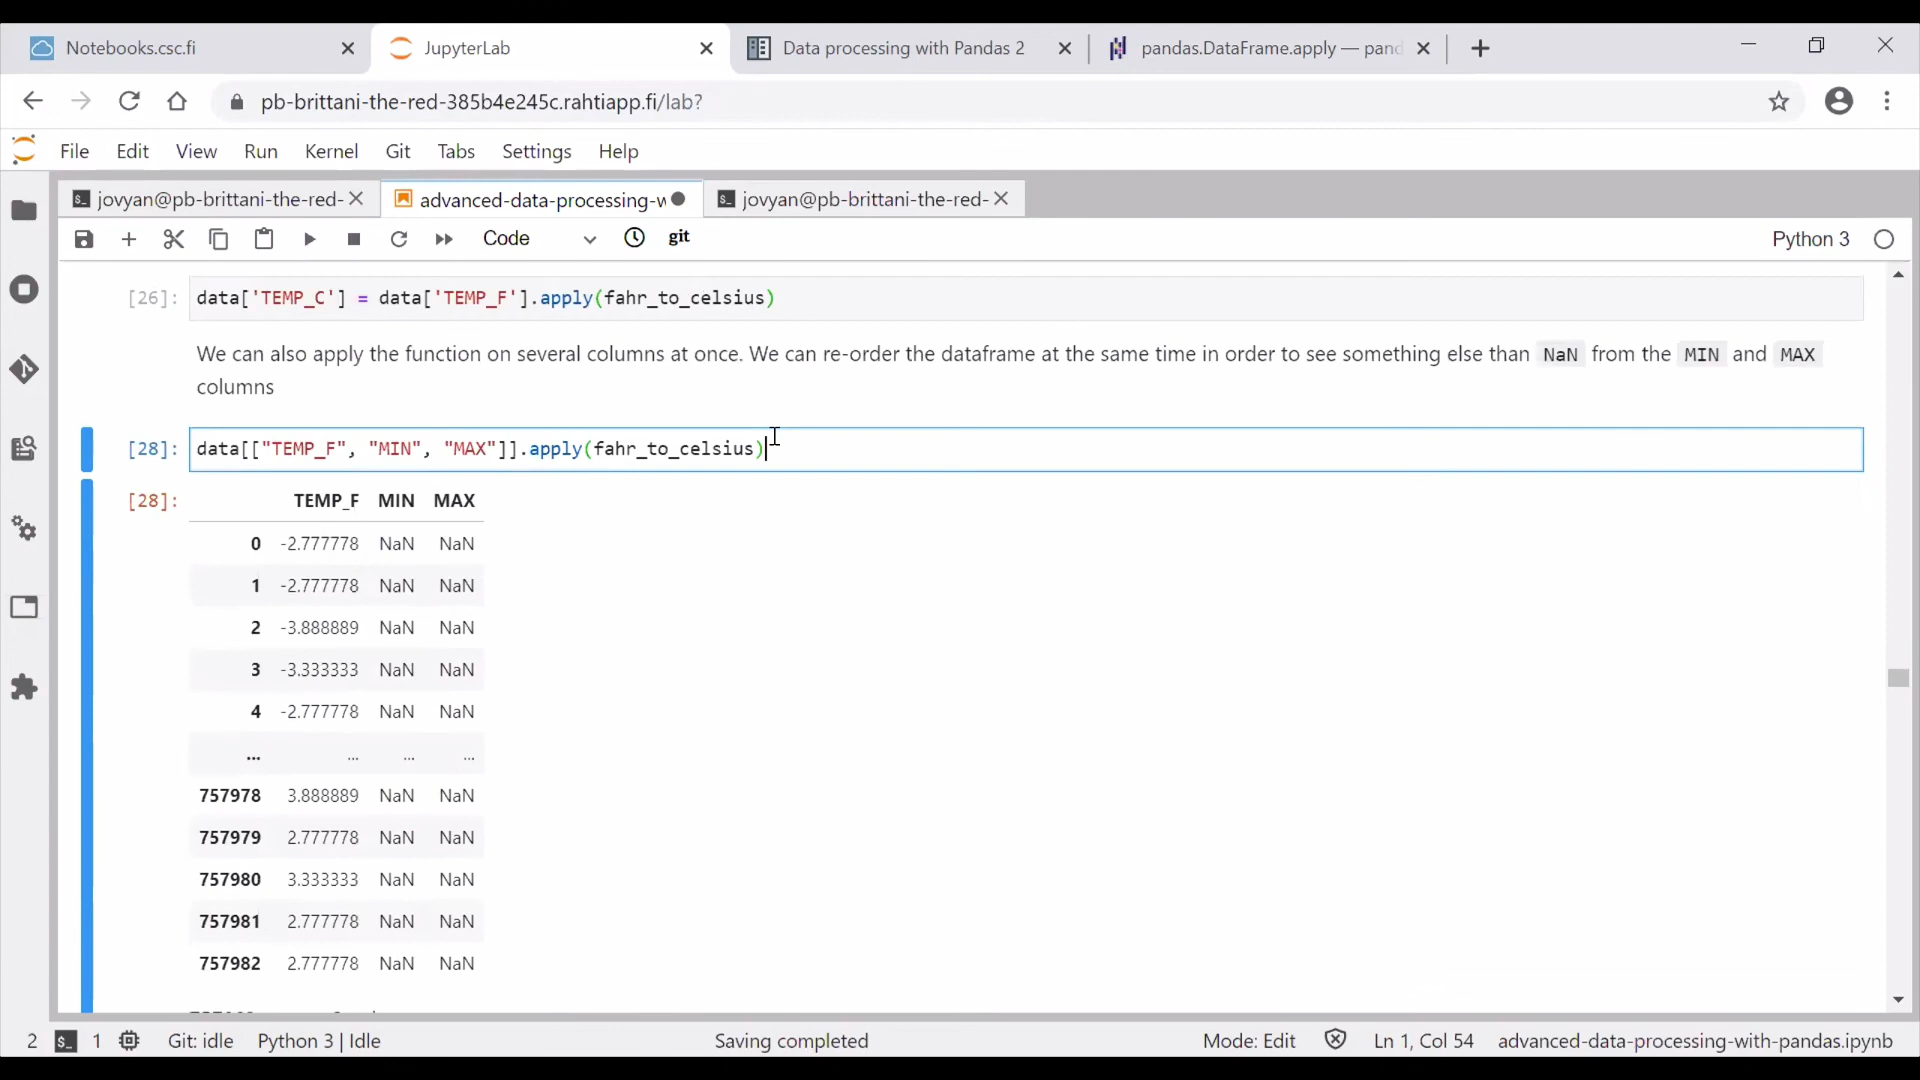 Notebooks.csc.fi
JupyterLab
Data processing with Pandas 2
pandas.DataFrame.apply — pand
pb-brittani-the-red-385b4e245c.rahtiapp.fi/lab?
File Edit View Run Kernel Git Tabs Settings Help
jovyan@pb-brittani-the-red-
advanced-data-processing-w
jovyan@pb-brittani-the-red-
Code
git
Python 3
[26]: data['TEMP_C'] = data['TEMP_F'].apply(fahr_to_celsius)
We can also apply the function on several columns at once. We can re-order the dataframe at the same time in order to see something else than NaN from the MIN and MAX
columns
[28]: data[["TEMP_F", "MIN", "MAX"]].apply(fahr_to_celsius)
[28]: TEMP_F MIN MAX
0 -2.777778 NaN NaN
1 -2.777778 NaN NaN
2 -3.888889 NaN NaN
3 -3.333333 NaN NaN
4 -2.777778 NaN NaN
... ... ... ...
757978 3.888889 NaN NaN
757979 2.777778 NaN NaN
757980 3.333333 NaN NaN
757981 2.777778 NaN NaN
757982 2.777778 NaN NaN
2 $_ 1 Git: idle Python 3 | Idle Saving completed Mode: Edit Ln 1, Col 54 advanced-data-processing-with-pandas.ipynb